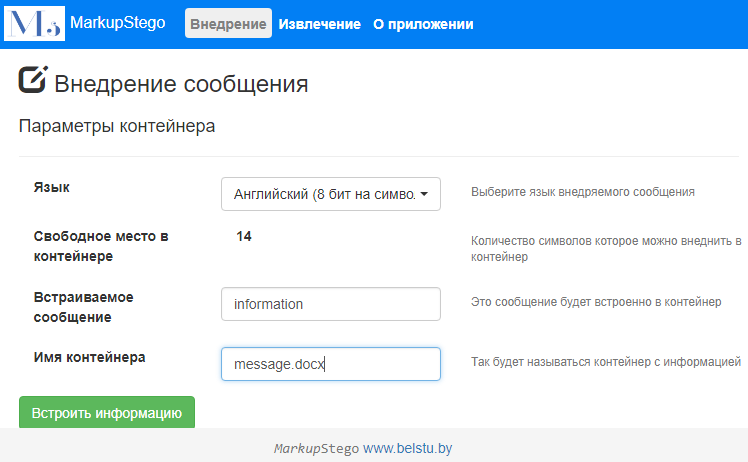 M3 MarkupStego Внедрение Извлечение О приложении
Внедрение сообщения
Параметры контейнера
Язык Английский (8 бит на симво. Выберите язык внедряемого сообщения
Свободное место в
контейнере
14
Количество символов которое можно внеднить в
контейнер
Встраиваемое
сообщение
information
Это сообщение будет встроенно в контейнер
Имя контейнера message.docx Так будет называться контейнер с информацией
Встроить информацию
MarkupStego www.belstu.by